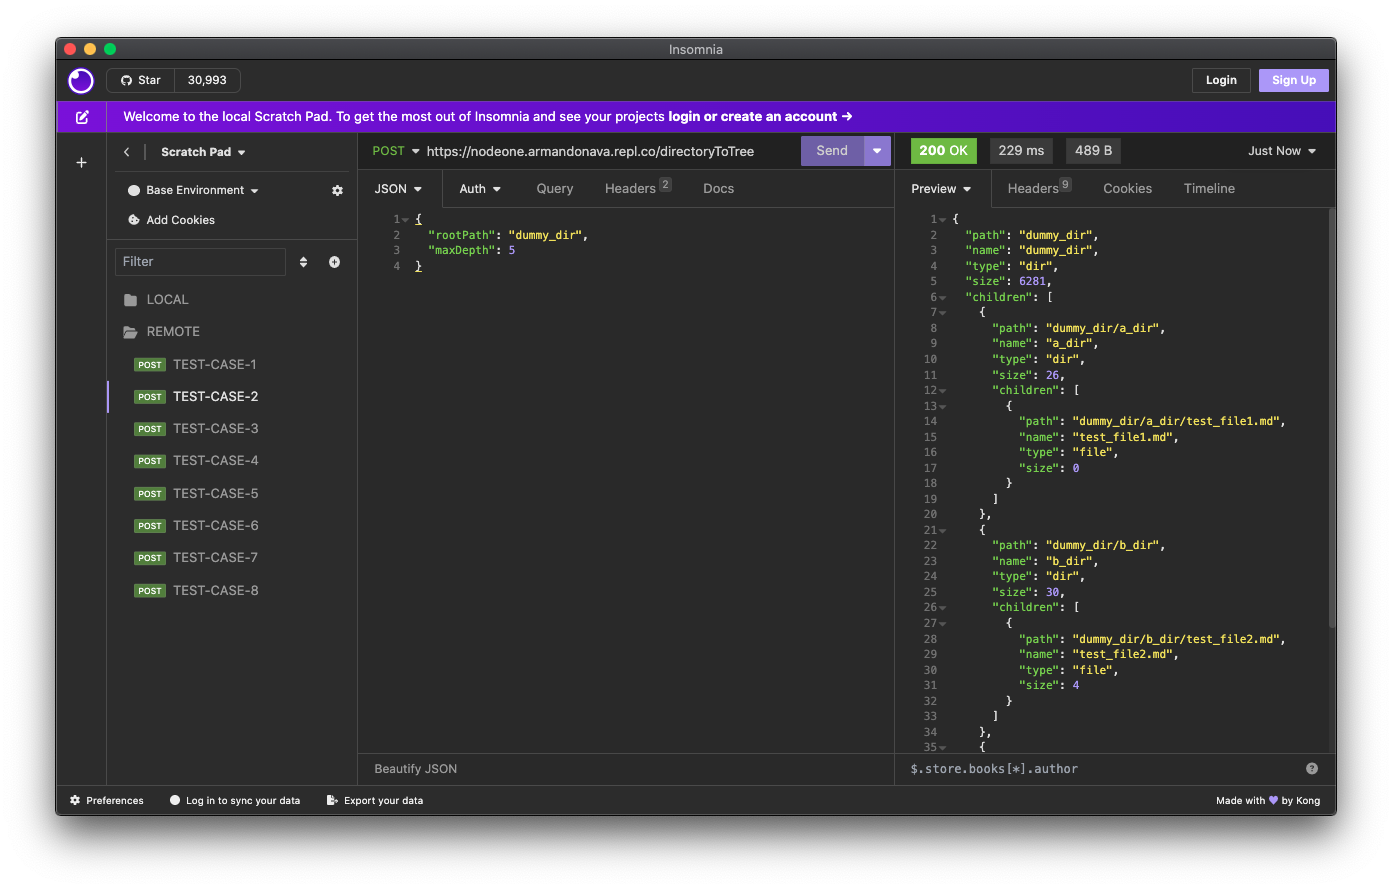 Insomnia
Star 30,993
Login Sign Up
Welcome to the local Scratch Pad. To get the most out of Insomnia and see your projects login or create an account →
Scratch Pad
Base Environment
Add Cookies
Filter
LOCAL
REMOTE
POST TEST-CASE-1
POST TEST-CASE-2
POST TEST-CASE-3
POST TEST-CASE-4
POST TEST-CASE-5
POST TEST-CASE-6
POST TEST-CASE-7
POST TEST-CASE-8
POST https://nodeone.armandonava.repl.co/directoryToTree Send
JSON Auth Query Headers 2 Docs
1 {
2 "rootPath": "dummy_dir",
3 "maxDepth": 5
4 }
Beautify JSON
200 OK 229 ms 489 B Just Now
Preview Headers 9 Cookies Timeline
1 {
2 "path": "dummy_dir",
3 "name": "dummy_dir",
4 "type": "dir",
5 "size": 6281,
6 "children": [
7 {
8 "path": "dummy_dir/a_dir",
9 "name": "a_dir",
10 "type": "dir",
11 "size": 26,
12 "children": [
13 {
14 "path": "dummy_dir/a_dir/test_file1.md",
15 "name": "test_file1.md",
16 "type": "file",
17 "size": 0
18 }
19 ]
20 },
21 {
22 "path": "dummy_dir/b_dir",
23 "name": "b_dir",
24 "type": "dir",
25 "size": 30,
26 "children": [
27 {
28 "path": "dummy_dir/b_dir/test_file2.md",
29 "name": "test_file2.md",
30 "type": "file",
31 "size": 4
32 }
33 ]
34 },
35 {
$.store.books[*].author
Preferences Log in to sync your data Export your data Made with 💜 by Kong